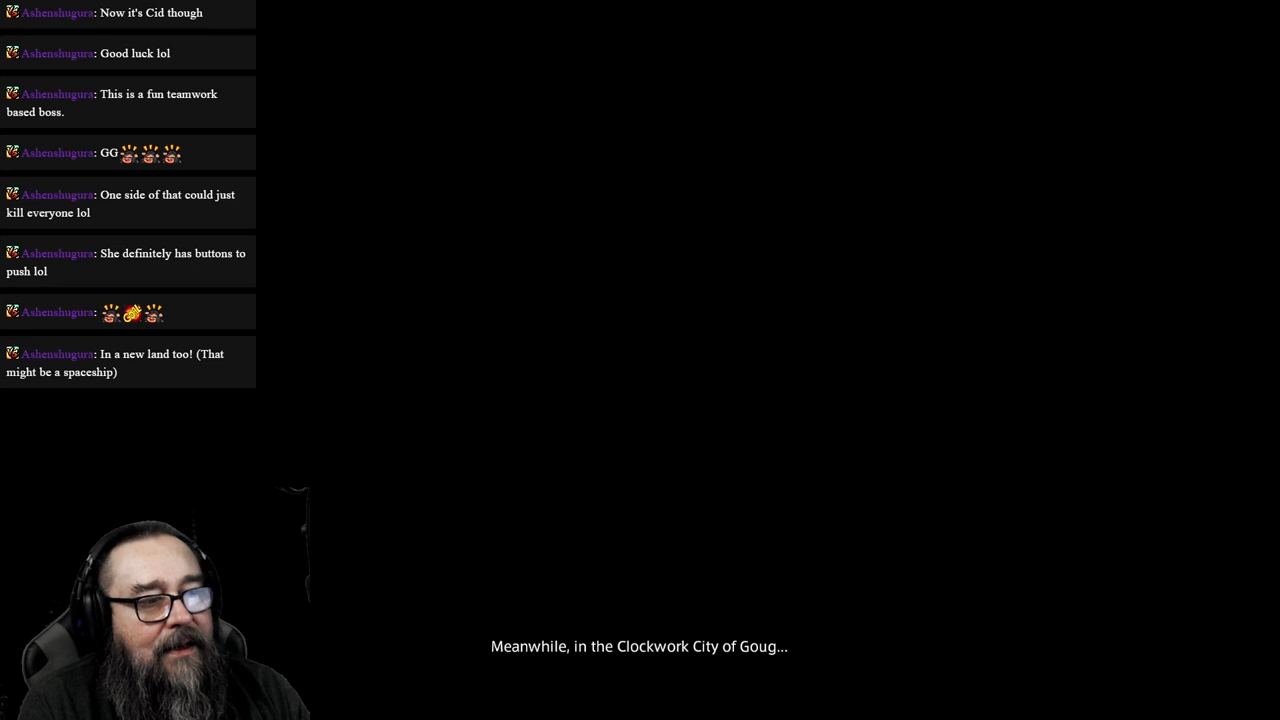 Ashenshugura: Now it's Cid though
Ashenshugura: Good luck lol
Ashenshugura: This is a fun teamwork
based boss.
Ashenshugura: GG
Ashenshugura: One side of that could just
kill everyone lol
Ashenshugura: She definitely has buttons to
push lol
Ashenshugura:
Ashenshugura: In a new land too! (That
might be a spaceship)
Meanwhile, in the Clockwork City of Goug...